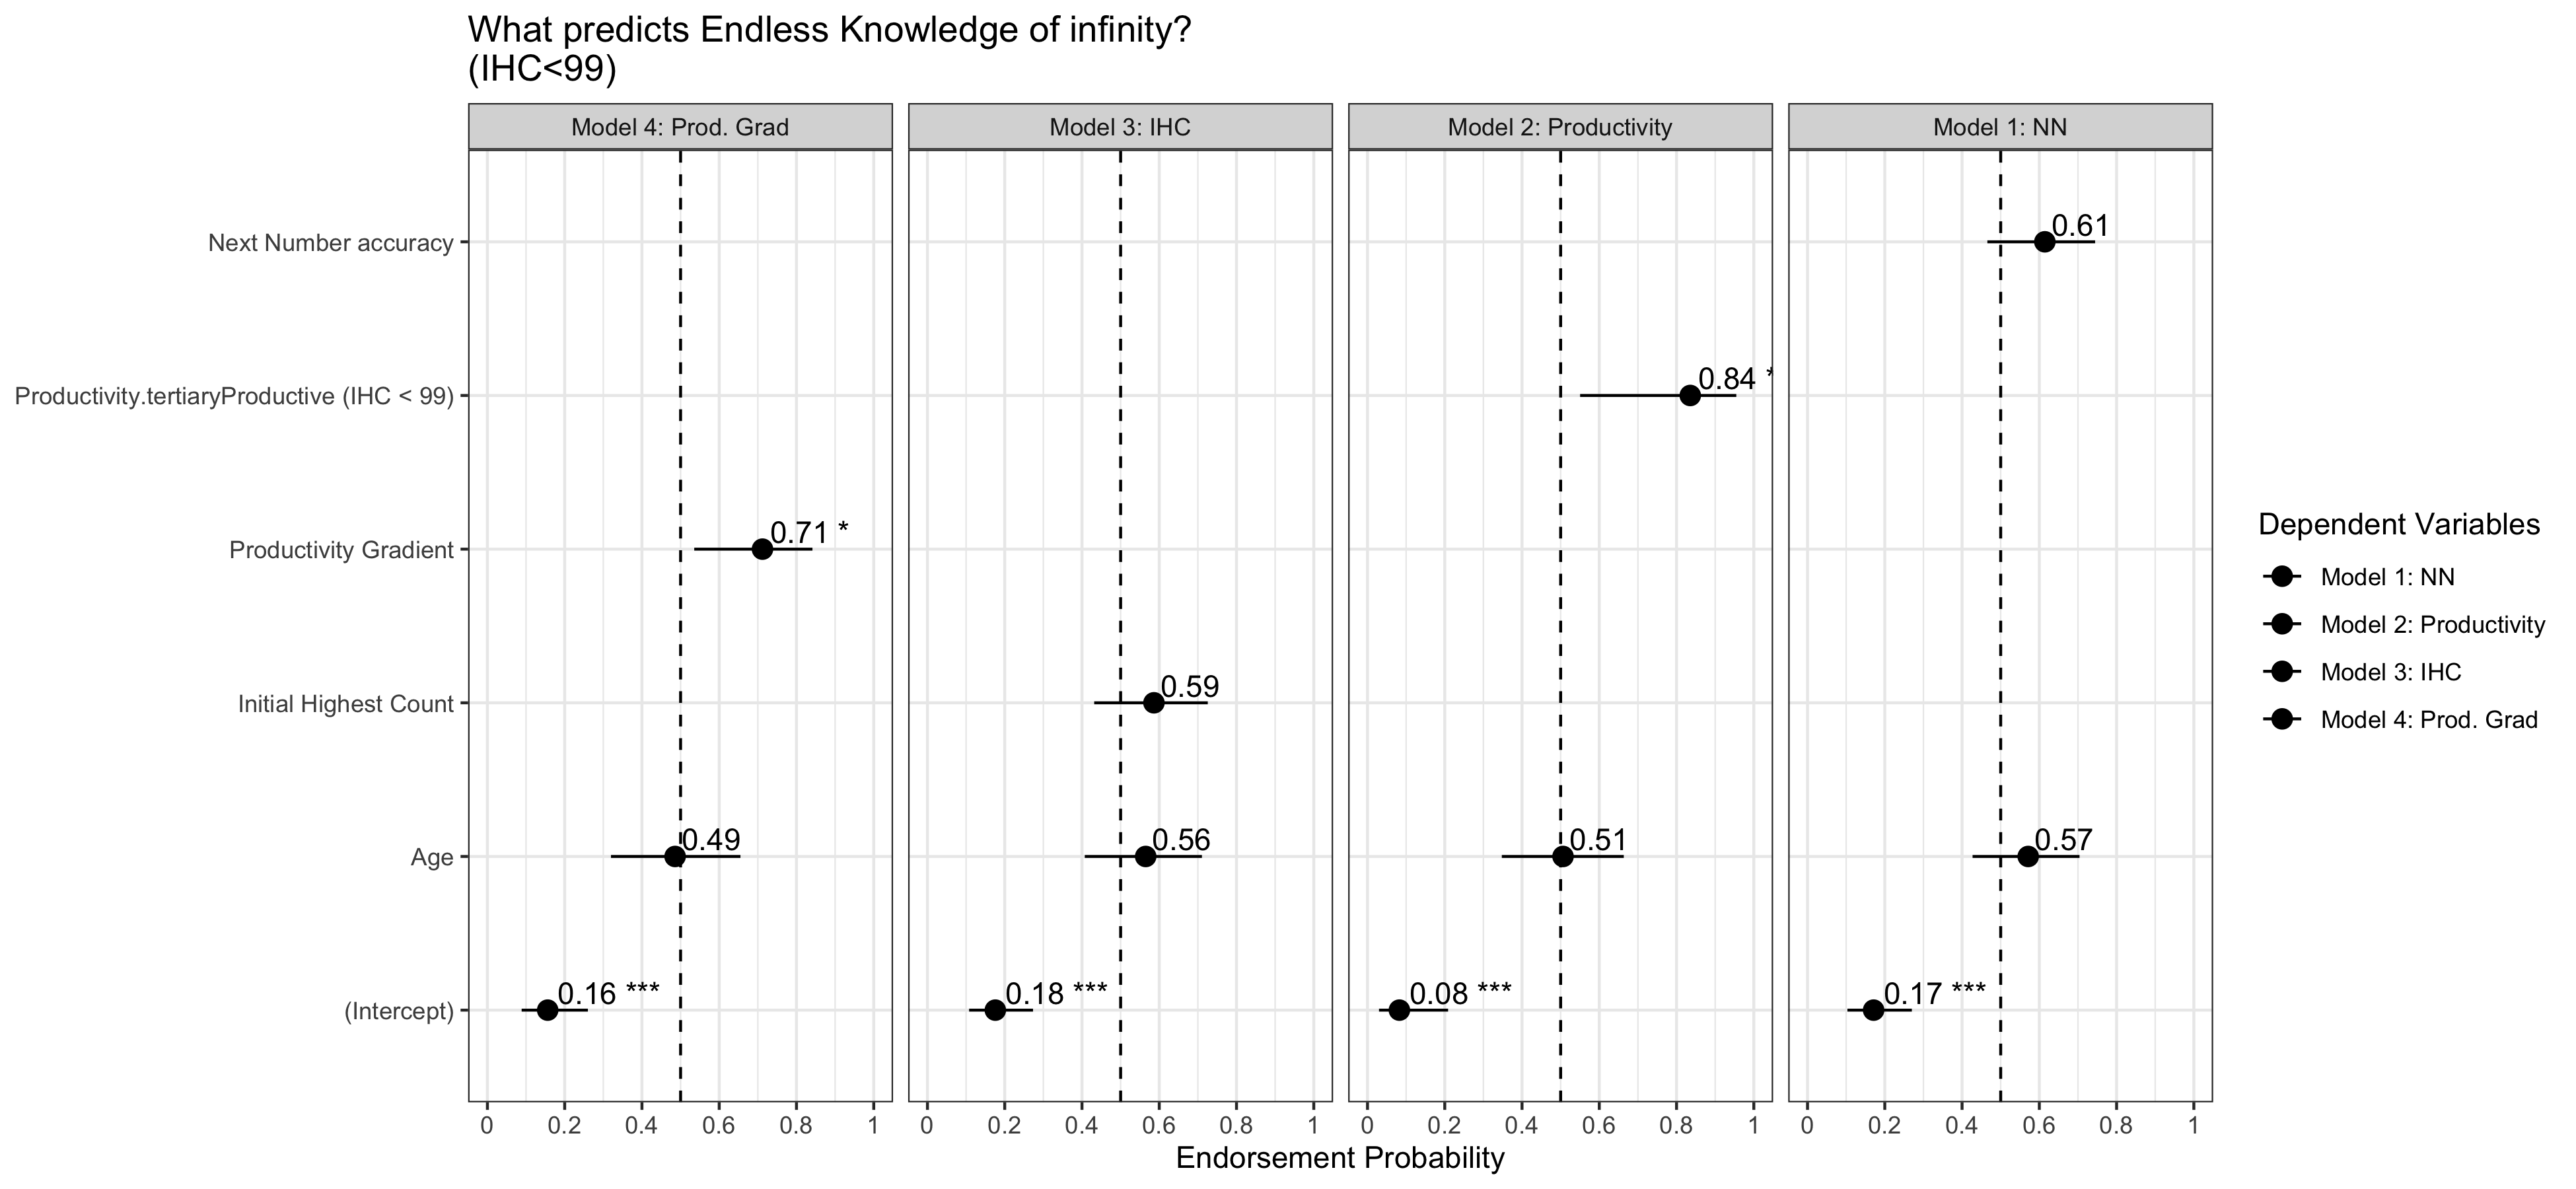 What predicts Endless Knowledge of infinity?
(IHC<99)
Model 4: Prod. Grad
Model 3: IHC
Model 2: Productivity
Model 1: NN
Next Number accuracy
0.61
Productivity.tertiaryProductive (IHC < 99)
0.84 *
Productivity Gradient
0.71 *
Initial Highest Count
0.59
Age
0.49
0.56
0.51
0.57
(Intercept)
0.16 ***
0.18 ***
0.08 ***
0.17 ***
0 0.2 0.4 0.6 0.8 1
0 0.2 0.4 0.6 0.8 1
0 0.2 0.4 0.6 0.8 1
0 0.2 0.4 0.6 0.8 1
Endorsement Probability
Dependent Variables
Model 1: NN
Model 2: Productivity
Model 3: IHC
Model 4: Prod. Grad